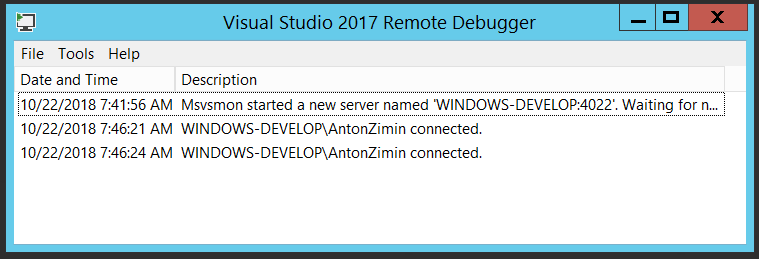 Visual Studio 2017 Remote Debugger
File Tools Help
Date and Time Description
10/22/2018 7:41:56 AM Msvsmon started a new server named 'WINDOWS-DEVELOP:4022'. Waiting for n...
10/22/2018 7:46:21 AM WINDOWS-DEVELOP\AntonZimin connected.
10/22/2018 7:46:24 AM WINDOWS-DEVELOP\AntonZimin connected.